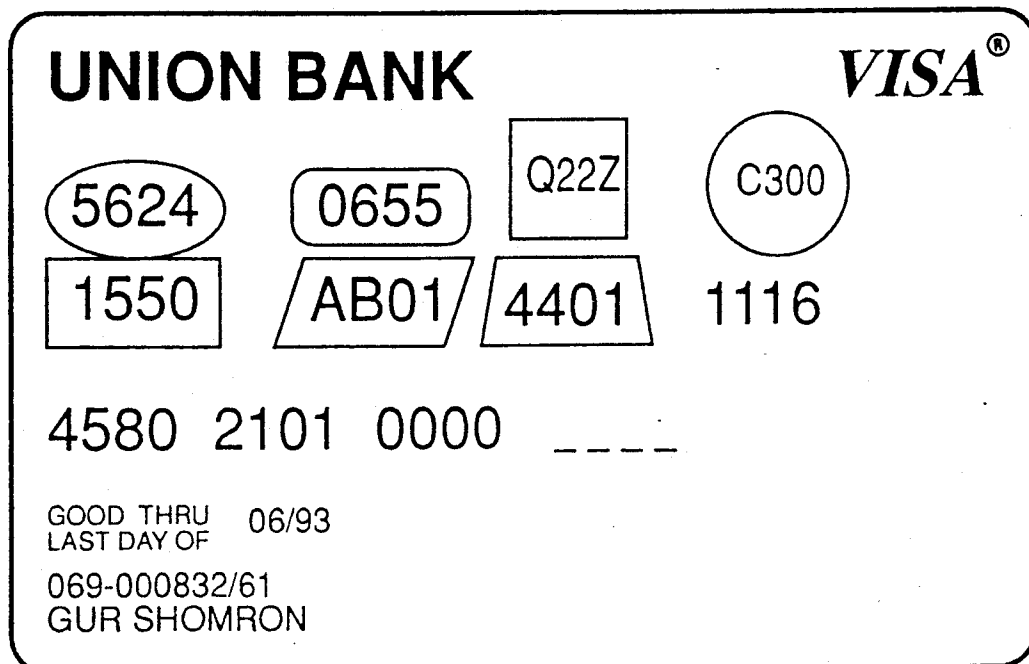 UNION BANK VISA®
5624 0655 Q22Z C300
1550 AB01 4401 1116
4580 2101 0000 _ _ _ _
GOOD THRU 06/93
LAST DAY OF
069-000832/61
GUR SHOMRON